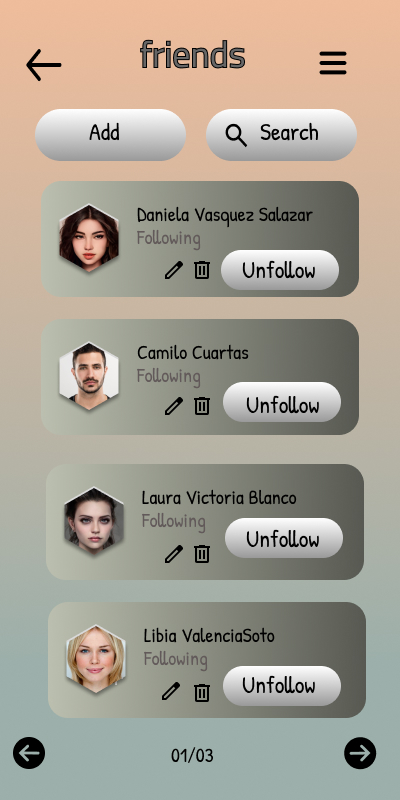 friends
Add
Search
Daniela Vasquez Salazar
Following
Unfollow
Camilo Cuartas
Following
Unfollow
Laura Victoria Blanco
Following
Unfollow
Libia ValenciaSoto
Following
Unfollow
01/03